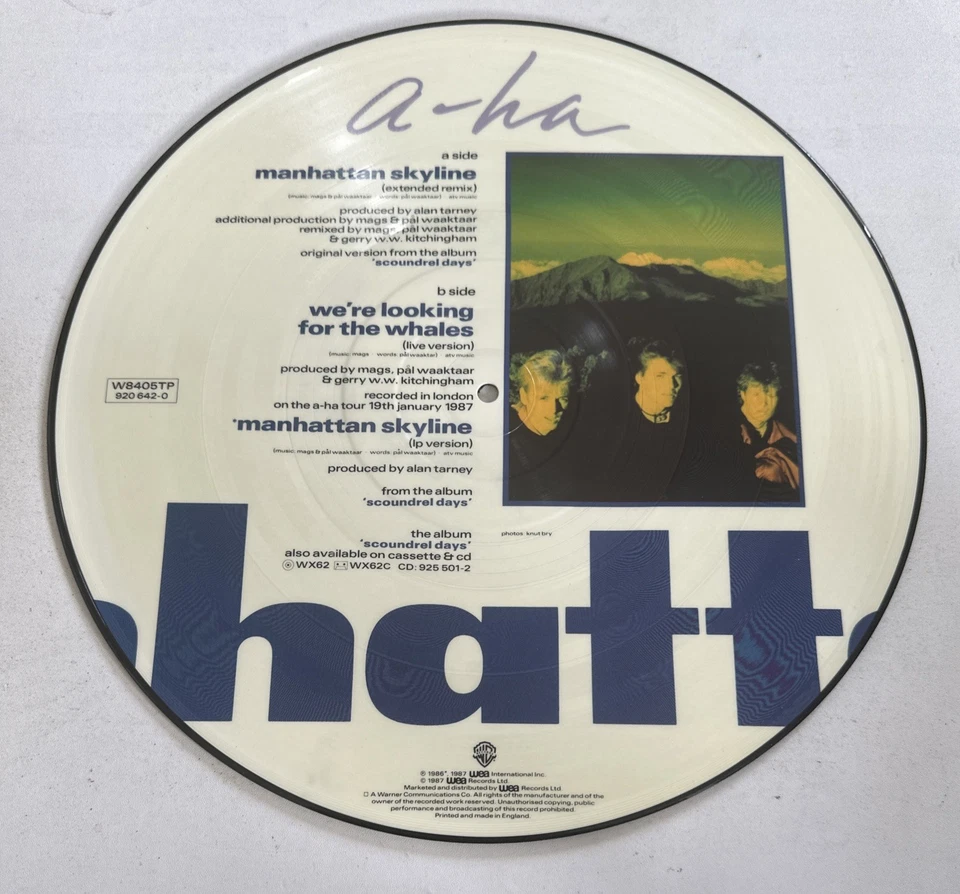 a-ha
a side
manhattan skyline
(extended remix)
(music: mags & pål waaktaar · words: pål waaktaar) · atv music
produced by alan tarney
additional production by mags & pål waaktaar
remixed by mags, pål waaktaar
& gerry w.w. kitchingham
original version from the album
'scoundrel days'
b side
we're looking
for the whales
(live version)
(music: mags · words: pål waaktaar) · atv music
produced by mags, pål waaktaar
& gerry w.w. kitchingham
recorded in london
on the a-ha tour 19th january 1987
*manhattan skyline
(lp version)
(music: mags & pål waaktaar · words: pål waaktaar) · atv music
produced by alan tarney
from the album
'scoundrel days'
the album
'scoundrel days'
also available on cassette & cd
WX62 WX62C CD: 925 501-2
W8405TP
920 642-0
photos knut bry
hatt
℗ 1986*, 1987 wea International Inc.
© 1987 wea Records Ltd.
Marketed and distributed by wea Records Ltd.
A Warner Communications Co. All rights of the manufacturer and of the
owner of the recorded work reserved. Unauthorised copying, public
performance and broadcasting of this record prohibited.
Printed and made in England.